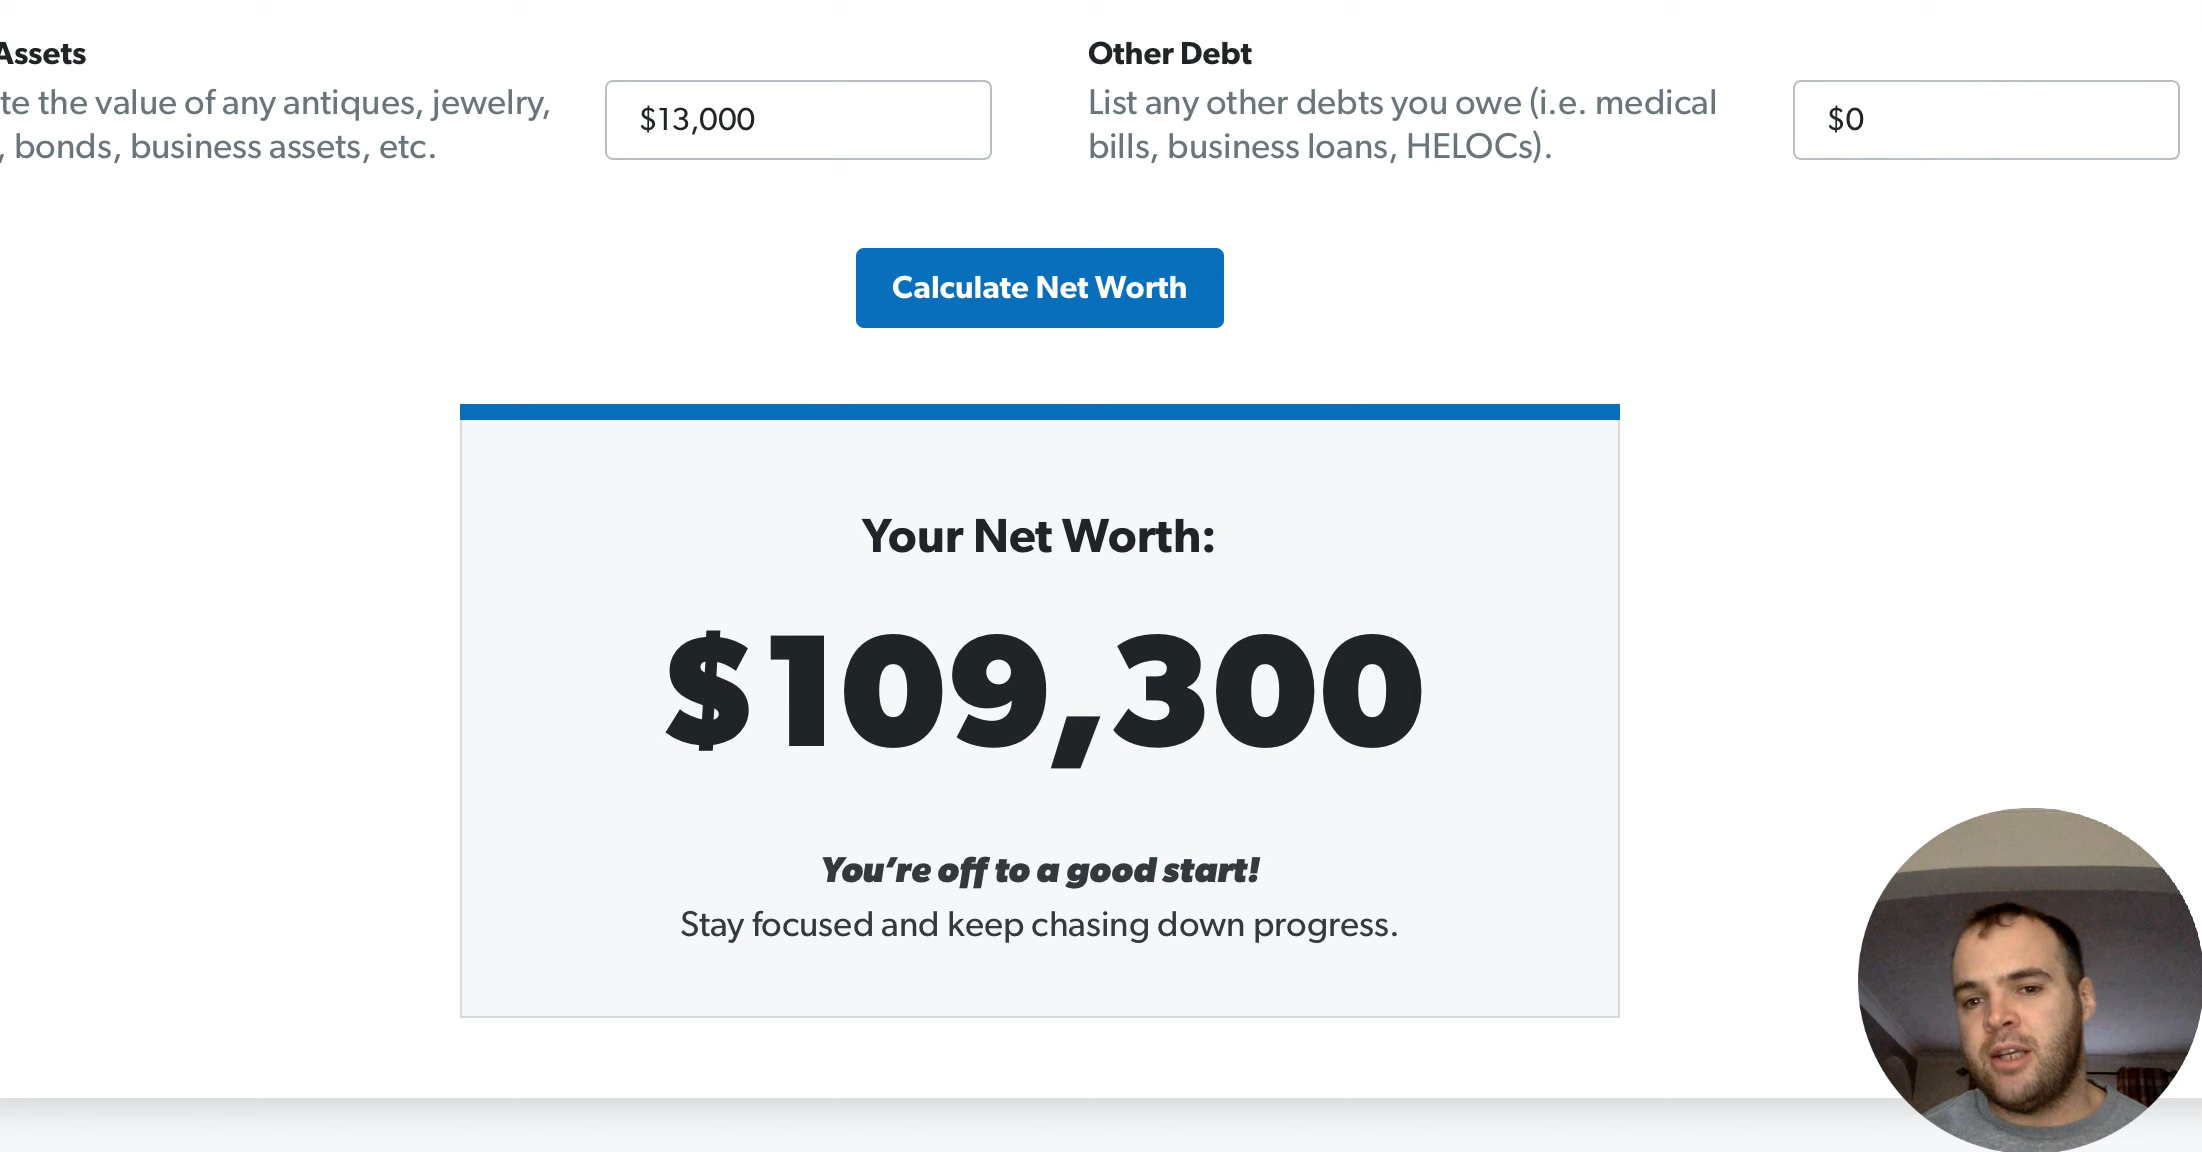 Assets
te the value of any antiques, jewelry,
, bonds, business assets, etc.
$13,000
Other Debt
List any other debts you owe (i.e. medical
bills, business loans, HELOCs).
$0
Calculate Net Worth
Your Net Worth:
$109,300
You're off to a good start!
Stay focused and keep chasing down progress.